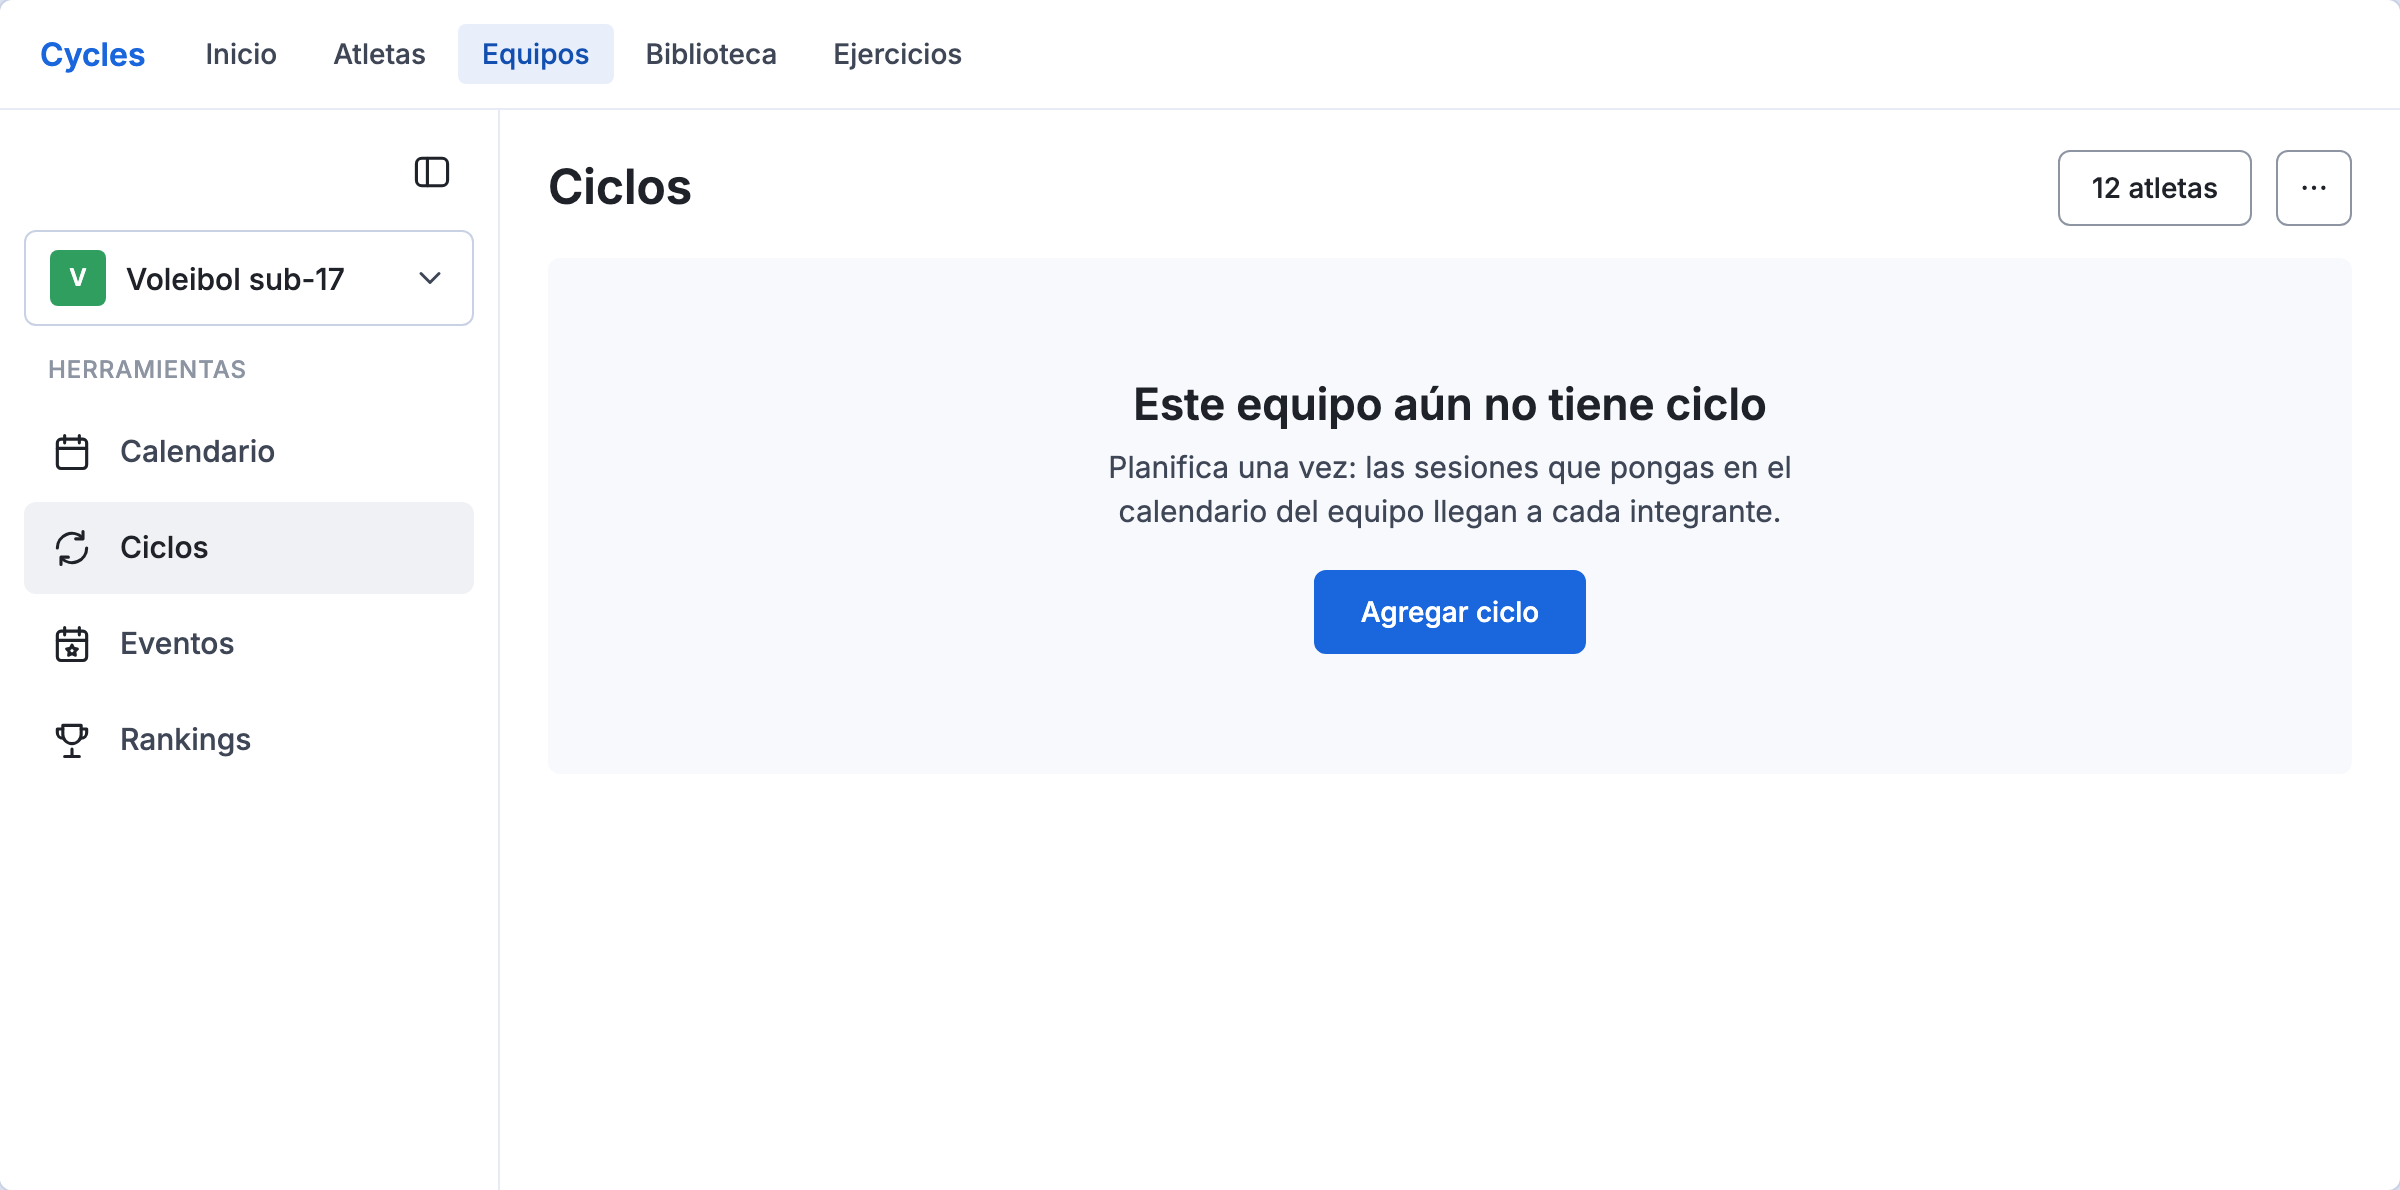 Cycles
Inicio
Atletas
Equipos
Biblioteca
Ejercicios
V
Voleibol sub-17
HERRAMIENTAS
Calendario
Ciclos
Eventos
Rankings
Ciclos
12 atletas
···
Este equipo aún no tiene ciclo
Planifica una vez: las sesiones que pongas en el
calendario del equipo llegan a cada integrante.
Agregar ciclo